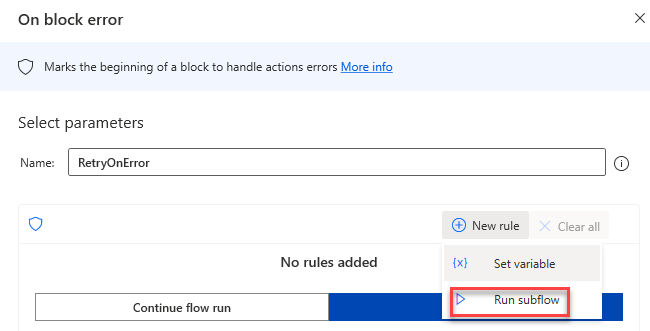 On block error
Marks the beginning of a block to handle actions errors More info
Select parameters
Name: RetryOnError
New rule Clear all
No rules added
{x} Set variable
Continue flow run
Run subflow